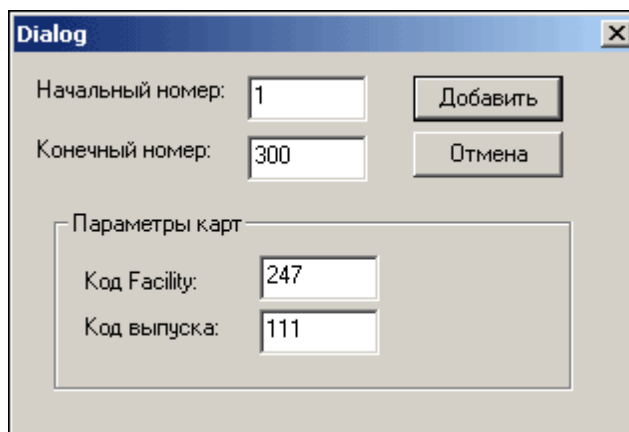 Dialog
Начальный номер: 1 Добавить
Конечный номер: 300 Отмена
Параметры карт
Код Facility: 247
Код выпуска: 111